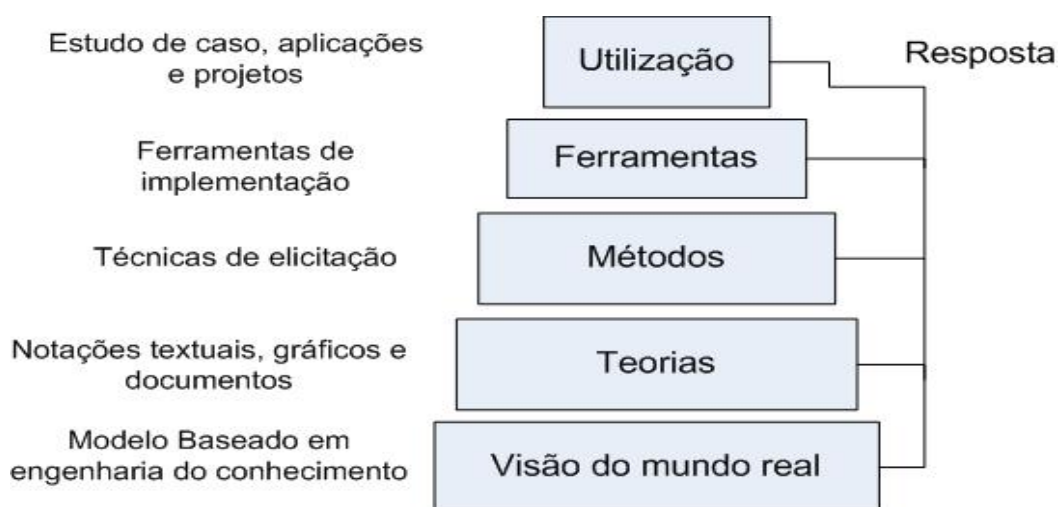 Estudo de caso, aplicações
e projetos
Utilização
Resposta
Ferramentas de
implementação
Ferramentas
Técnicas de elicitação
Métodos
Notações textuais, gráficos e
documentos
Teorias
Modelo Baseado em
engenharia do conhecimento
Visão do mundo real